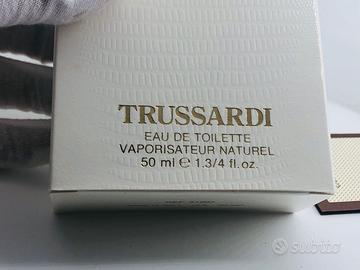 TRUSSARDI
EAU DE TOILETTE
VAPORISATEUR NATUREL
50 ml ℮ 1.3/4 fl.oz.
subito